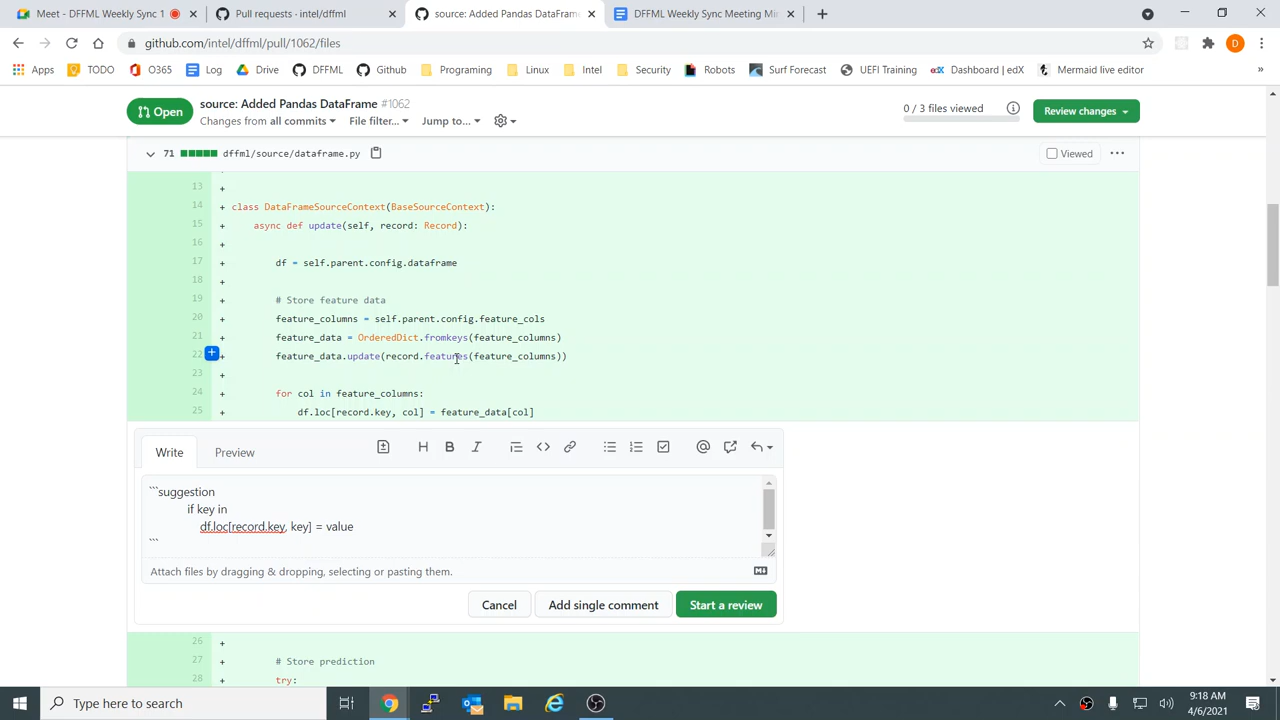 Meet - DFFML Weekly Sync 1
Pull requests · intel/dffml
source: Added Pandas DataFrame
DFFML Weekly Sync Meeting Min
github.com/intel/dffml/pull/1062/files
Apps
TODO
O365
Log
Drive
DFFML
Github
Programing
Linux
Intel
Security
Robots
Surf Forecast
UEFI Training
Dashboard | edX
Mermaid live editor
»
Open
source: Added Pandas DataFrame #1062
Changes from all commits
File filter...
Jump to...
0 / 3 files viewed
Review changes
71
dffml/source/dataframe.py
Viewed
13 +
14 + class DataFrameSourceContext(BaseSourceContext):
15 + async def update(self, record: Record):
16 +
17 + df = self.parent.config.dataframe
18 +
19 + # Store feature data
20 + feature_columns = self.parent.config.feature_cols
21 + feature_data = OrderedDict.fromkeys(feature_columns)
22 + feature_data.update(record.features(feature_columns))
23 +
24 + for col in feature_columns:
25 + df.loc[record.key, col] = feature_data[col]
Write
Preview
```suggestion
if key in
df.loc[record.key, key] = value
```
Attach files by dragging & dropping, selecting or pasting them.
Cancel
Add single comment
Start a review
26 +
27 + # Store prediction
28 + try:
Type here to search
9:18 AM
4/6/2021